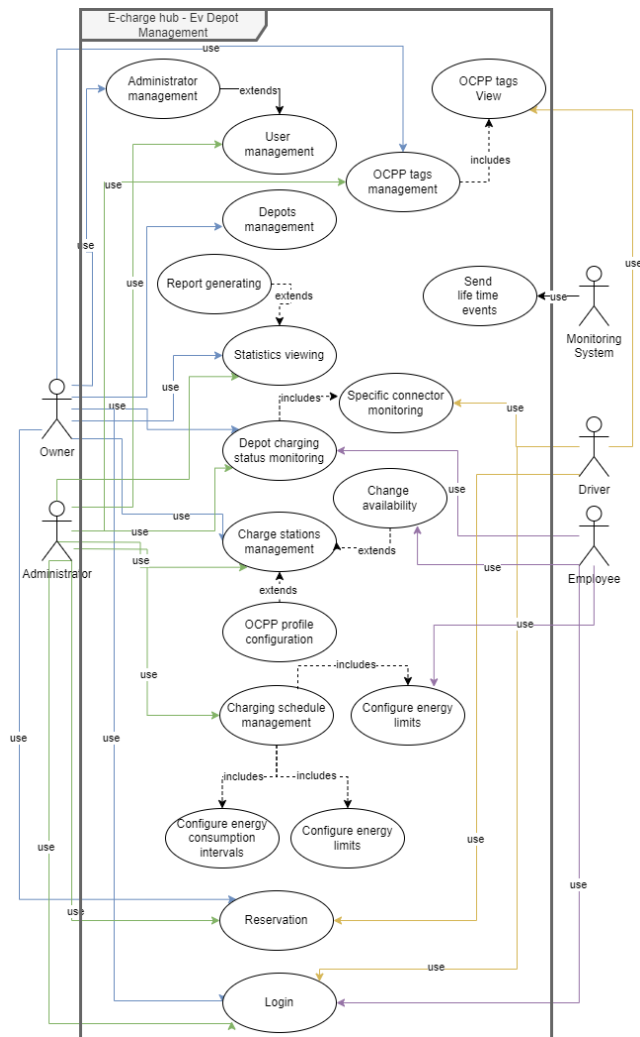 E-charge hub - Ev Depot
Management
use
use
Administrator
management
extends
OCPP tags
View
User
management
includes
OCPP tags
management
use
Depots
management
use
use
use
Report generating
extends
Send
life time
events
use
Monitoring
System
Statistics viewing
use
includes
Specific connector
monitoring
use
use
Owner
Depot charging
status monitoring
use
Driver
Change
availability
use
use
use
Charge stations
management
extends
use
use
Administrator
Employee
extends
OCPP profile
configuration
use
use
includes
Charging schedule
management
Configure energy
limits
use
includes
includes
Configure energy
consumption
intervals
Configure energy
limits
use
use
use
use
Reservation
use
Login